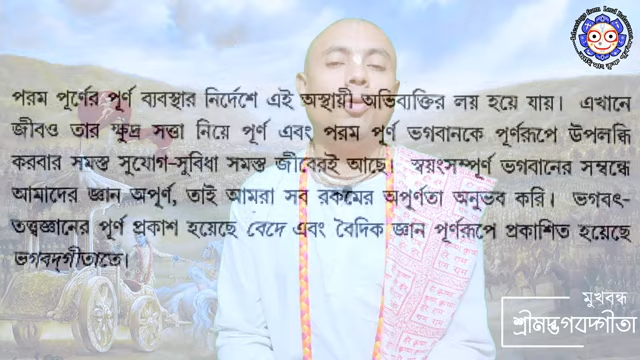 পরম পূর্ণের পূর্ণ ব্যবস্থার নির্দেশে এই অস্থায়ী অভিব্যক্তির লয় হয়ে যায়। এখানে
জীবও তার ক্ষুদ্র সত্তা নিয়ে পূর্ণ এবং পরম পূর্ণ ভগবানকে পূর্ণরূপে উপলব্ধি
করবার সমস্ত সুযোগ-সুবিধা সমস্ত জীবেরই আছে। স্বয়ংসম্পূর্ণ ভগবানের সম্বন্ধে
আমাদের জ্ঞান অপূর্ণ, তাই আমরা সব রকমের অপূর্ণতা অনুভব করি। ভগবৎ-
তত্ত্বজ্ঞানের পূর্ণ প্রকাশ হয়েছে বেদে এবং বৈদিক জ্ঞান পূর্ণরূপে প্রকাশিত হয়েছে
ভগবদ্‌গীতাতে।
মুখবন্ধ
শ্রীমদ্ভগবদ্গীতা